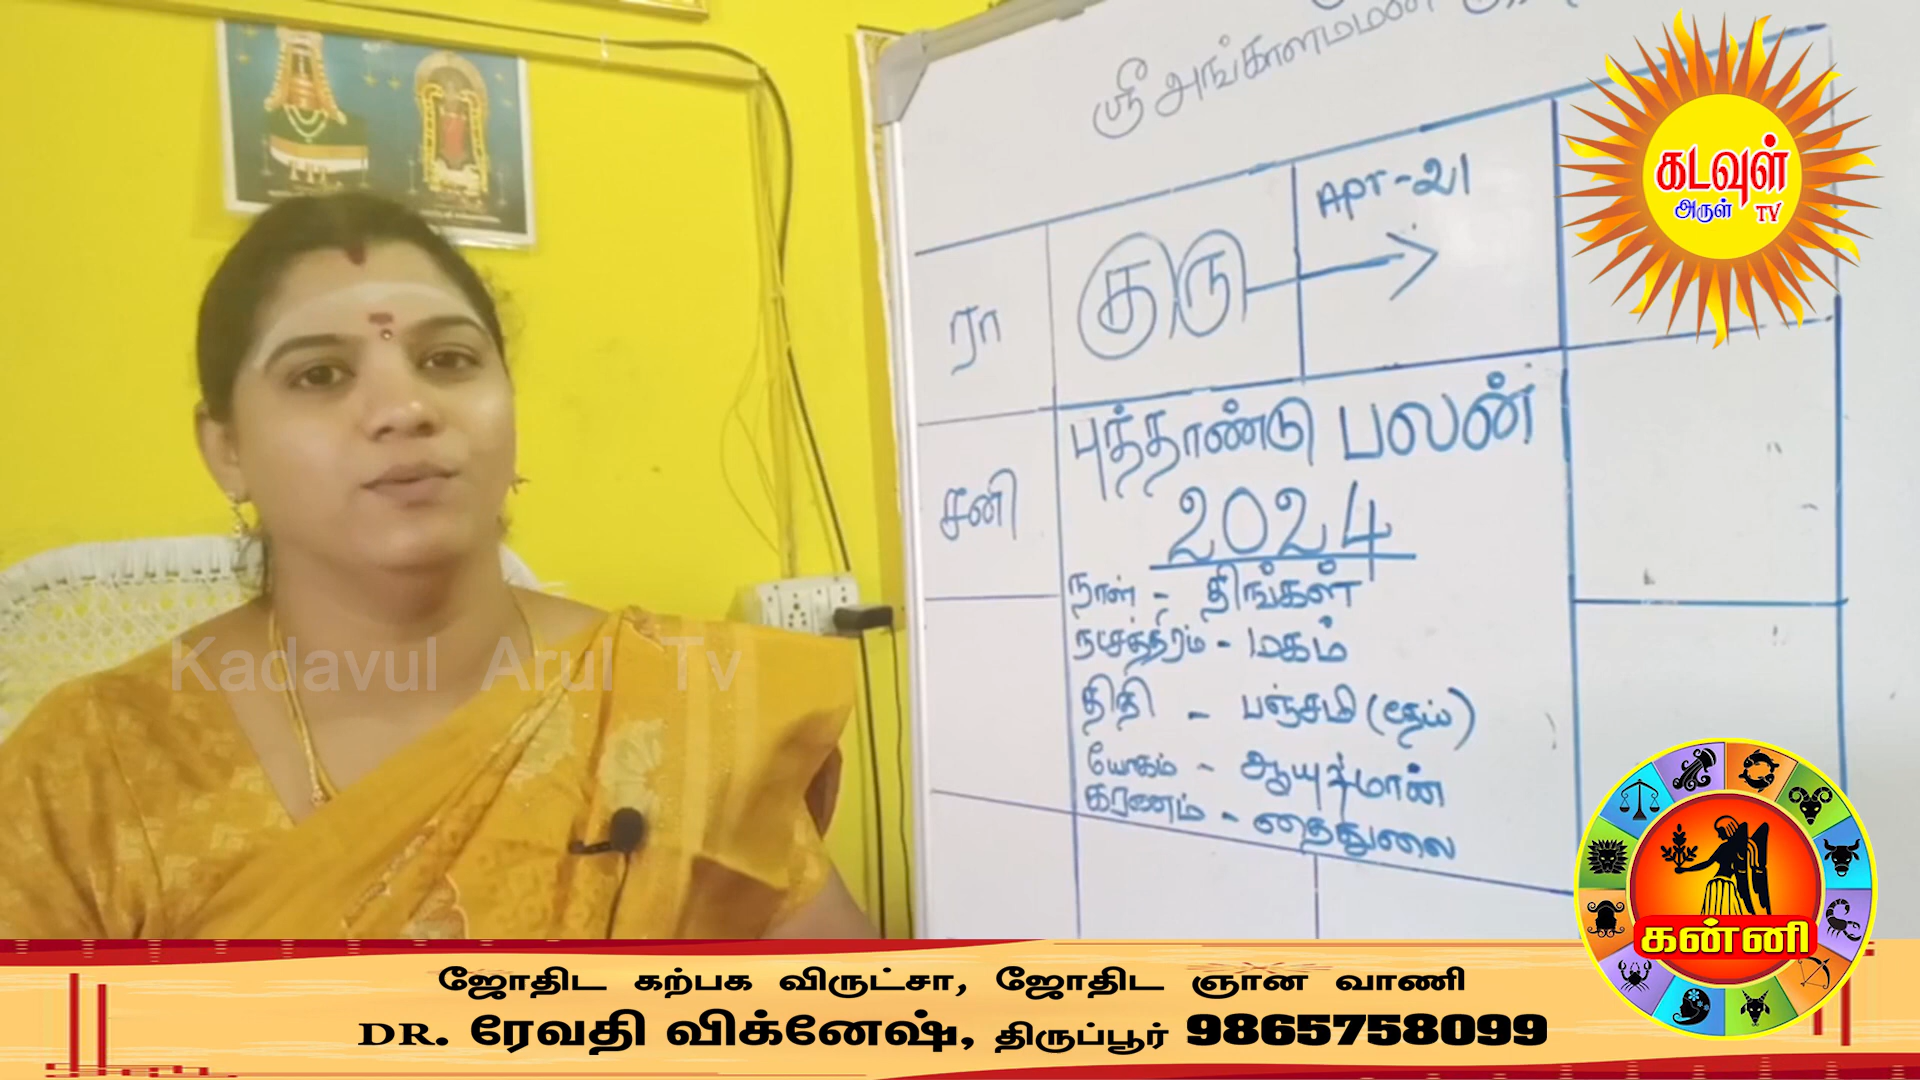 ஸ்ரீ அங்காளம்மன்
Apr-21
ரா
குரு
சனி
புத்தாண்டு பலன்
2024
நாள் - திங்கள்
நட்சத்திரம் - மகம்
திதி - பஞ்சமி (தேய்)
யோகம் - ஆயுஷ்மான்
கரணம் - தைதுலை
கடவுள்
அருள் TV
Kadavul Arul Tv
கன்னி
ஜோதிட கற்பக விருட்சா, ஜோதிட ஞான வாணி
DR. ரேவதி விக்னேஷ், திருப்பூர் 9865758099